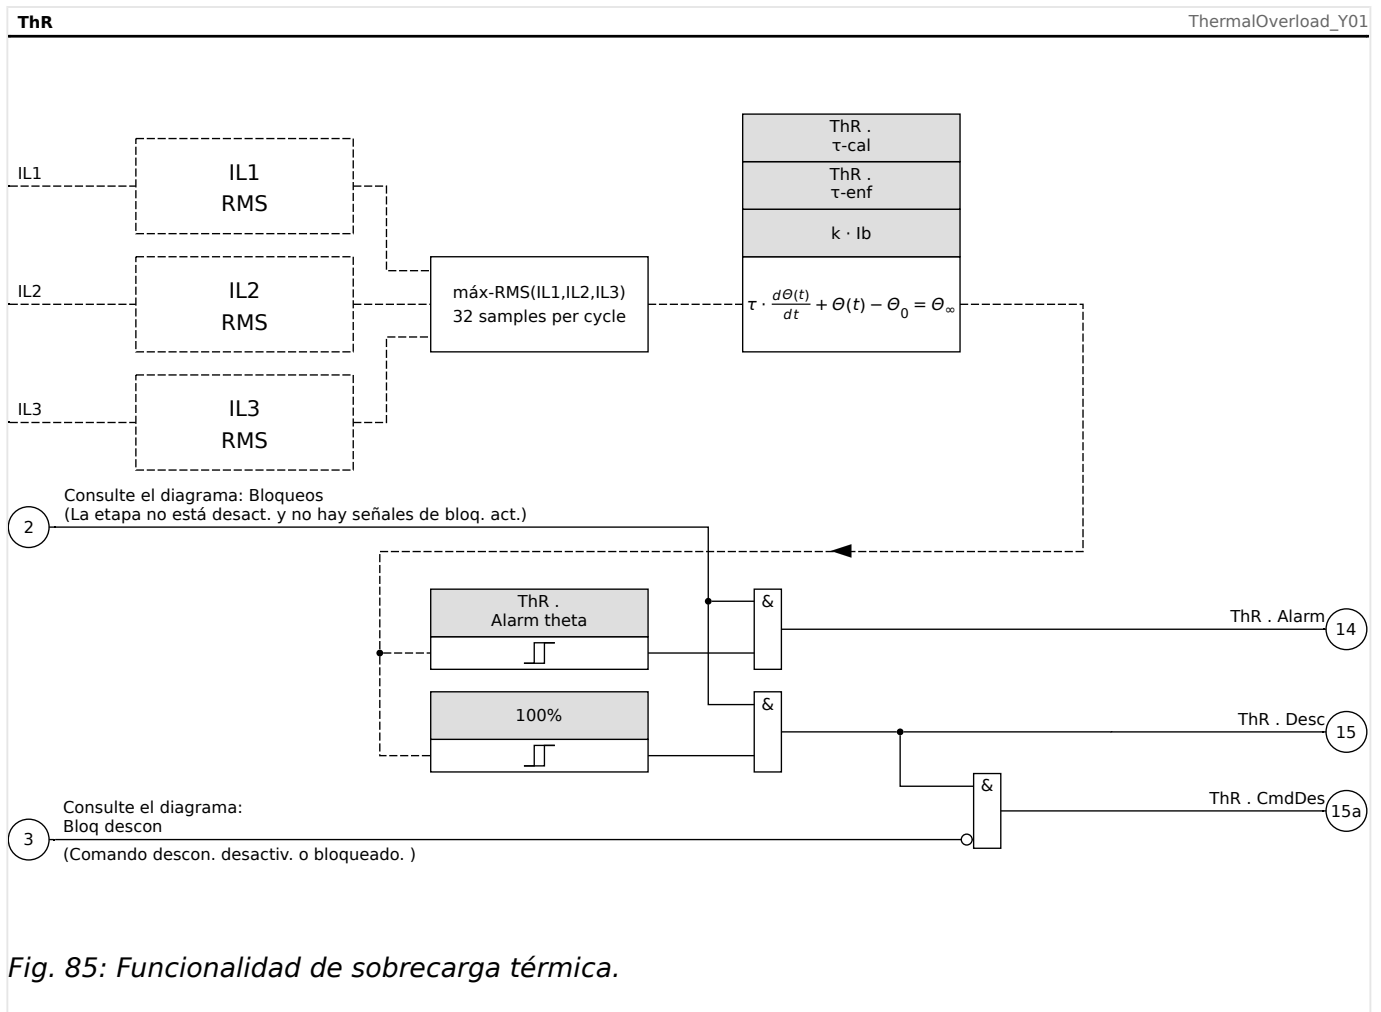 ThR
ThermalOverload_Y01
ThR .
τ-cal
ThR .
τ-enf
k · Ib
IL1
IL1
RMS
IL2
IL2
RMS
máx-RMS(IL1,IL2,IL3)
32 samples per cycle
τ · dΘ(t)/dt + Θ(t) − Θ₀ = Θ∞
IL3
IL3
RMS
Consulte el diagrama: Bloqueos
(La etapa no está desact. y no hay señales de bloq. act.)
2
ThR .
Alarm theta
&
ThR . Alarm
14
100%
&
ThR . Desc
15
&
ThR . CmdDes
15a
Consulte el diagrama:
Bloq descon
3
(Comando descon. desactiv. o bloqueado. )
Fig. 85: Funcionalidad de sobrecarga térmica.